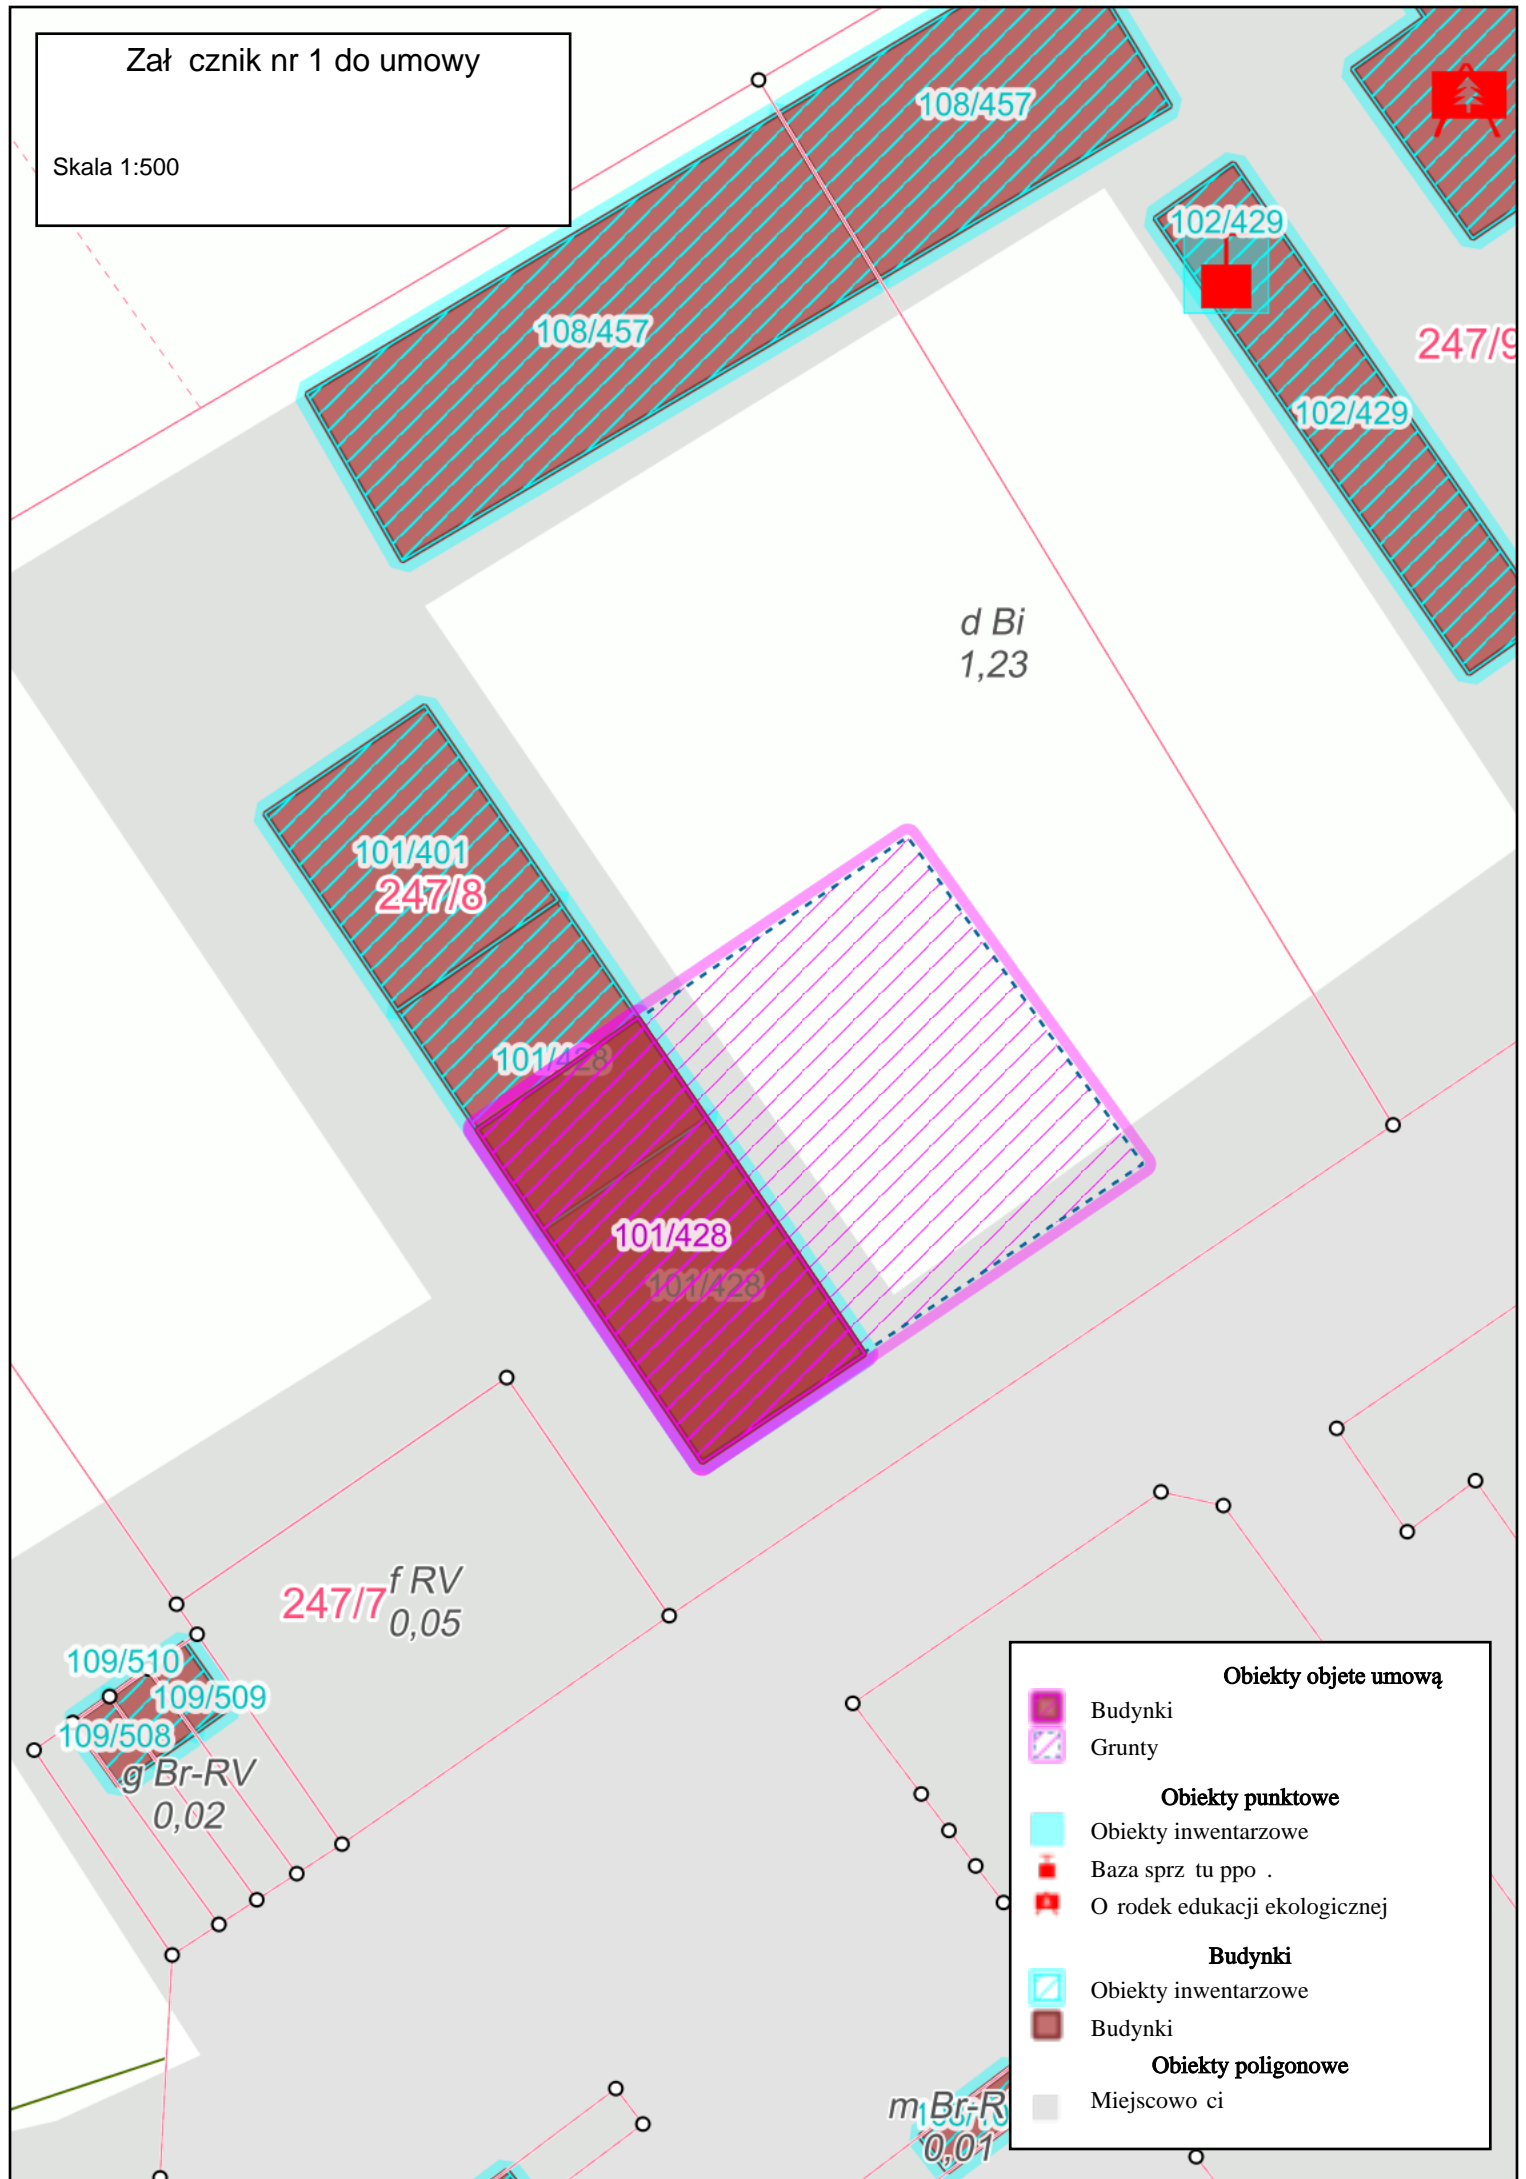 Zał cznik nr 1 do umowy
Skala 1:500
108/457
102/429
108/457
247/9
102/429
d Bi
1,23
101/401
247/8
101/428
101/428
101/428
f RV
247/7
0,05
109/510
109/509
109/508
g Br-RV
0,02
m Br-R
0,01
Obiekty objete umową
Budynki
Grunty
Obiekty punktowe
Obiekty inwentarzowe
Baza sprz tu ppo .
O rodek edukacji ekologicznej
Budynki
Obiekty inwentarzowe
Budynki
Obiekty poligonowe
Miejscowo ci